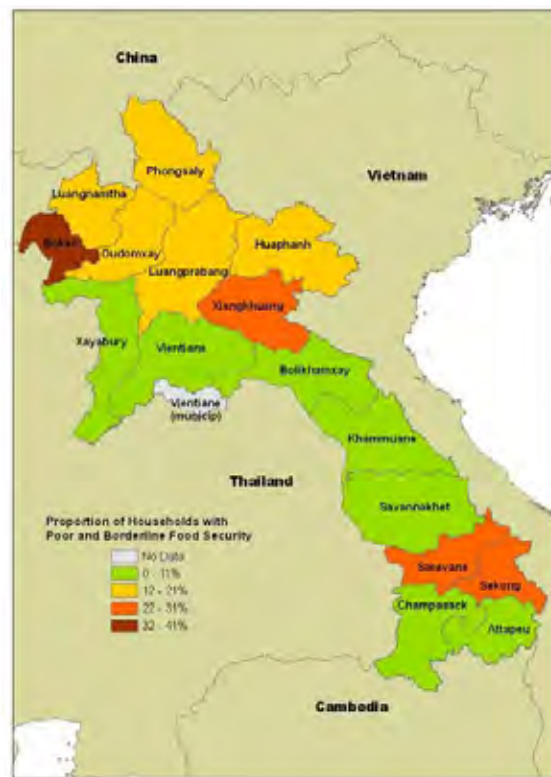 China
Phongsaly
Luangnamtha
Vietnam
Bokeo
Oudomxay
Huaphanh
Luangprabang
Xiangkhuang
Xayabury
Vientiane
Bolikhamxay
Vientiane
(municip)
Khammuane
Thailand
Savannakhet
Proportion of Households with
Poor and Borderline Food Security
No Data
0 - 11%
12 - 21%
22 - 31%
32 - 41%
Saravane
Sekong
Champasack
Attapeu
Cambodia